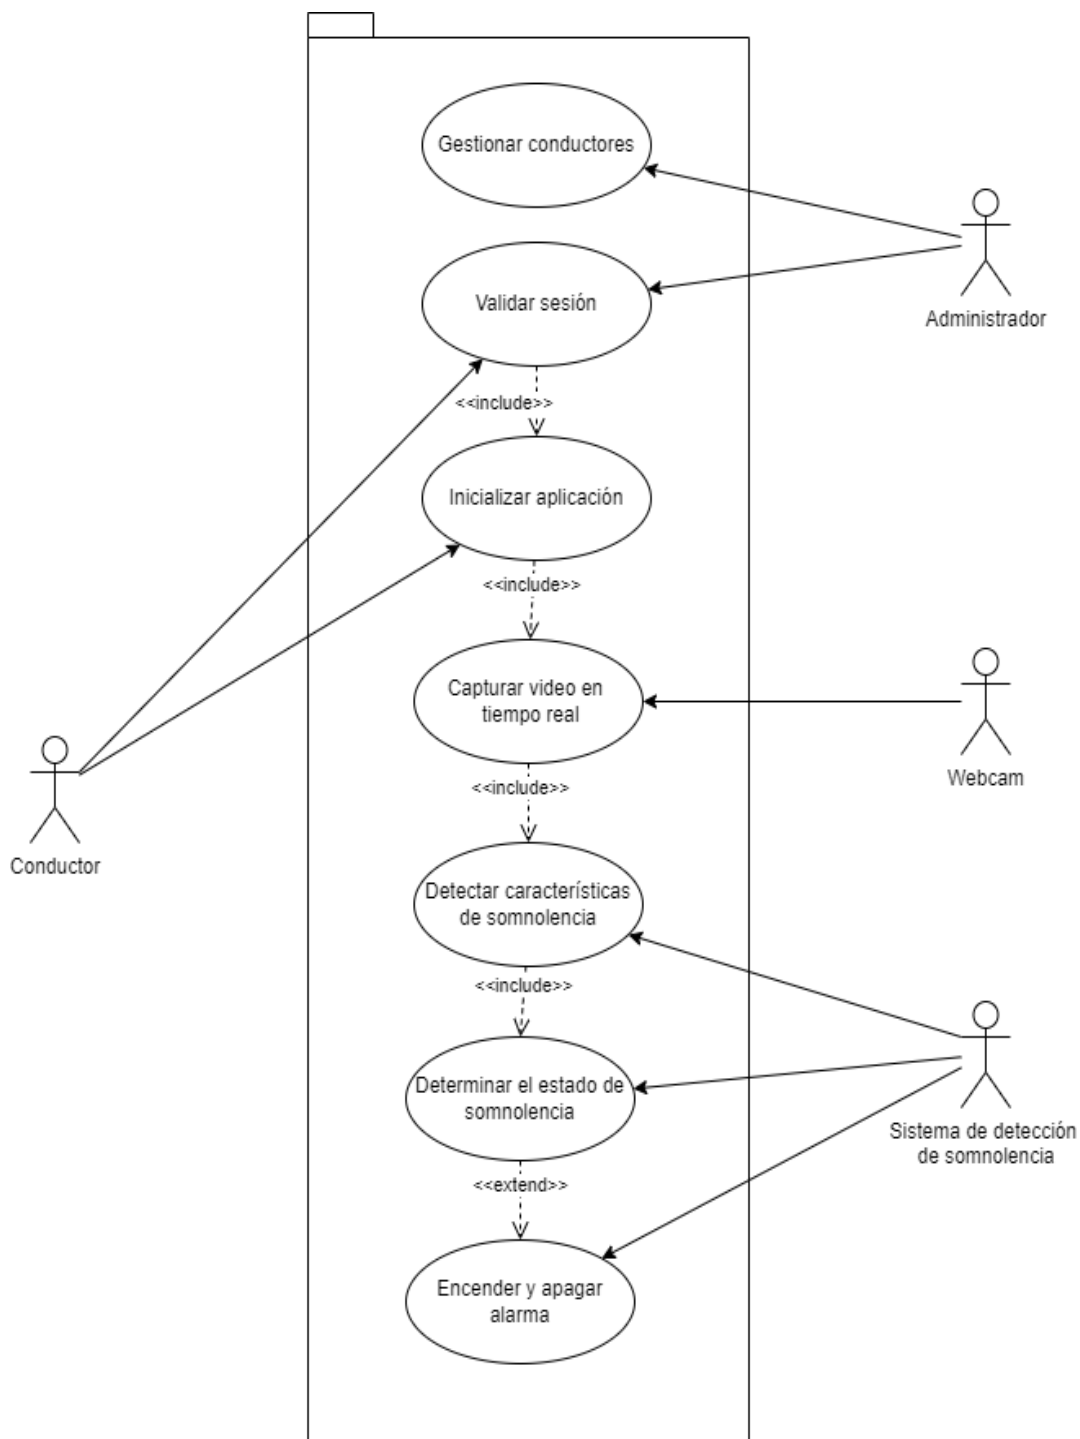 Gestionar conductores
Administrador
Validar sesión
<<include>>
Inicializar aplicación
<<include>>
Capturar video en
tiempo real
Webcam
<<include>>
Conductor
Detectar características
de somnolencia
<<include>>
Determinar el estado de
somnolencia
Sistema de detección
de somnolencia
<<extend>>
Encender y apagar
alarma